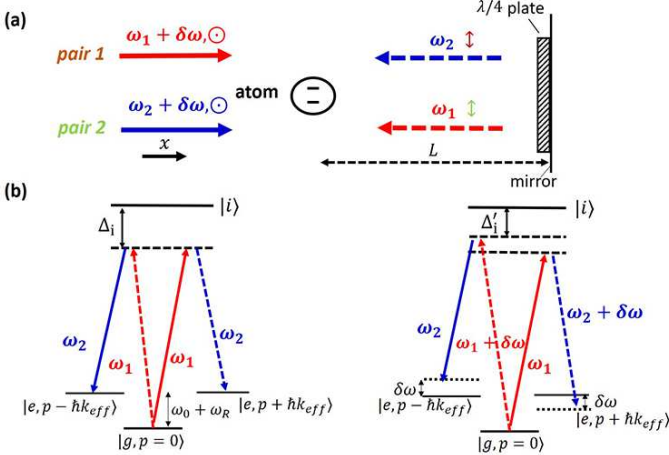 (a)
λ/4 plate
ω₁ + δω,⊙
ω₂ ↕
pair 1
atom
ω₂ + δω,⊙
ω₁ ↕
pair 2
x
L
mirror
(b)
|i⟩
|i⟩
Δᵢ
Δ′ᵢ
ω₂
ω₁
ω₁
ω₂
ω₂
ω₁ + δω
ω₁
ω₂ + δω
δω
δω
|e, p − ħk_eff⟩
ω₀ + ω_R
|e, p + ħk_eff⟩
|e, p − ħk_eff⟩
|e, p + ħk_eff⟩
|g, p = 0⟩
|g, p = 0⟩